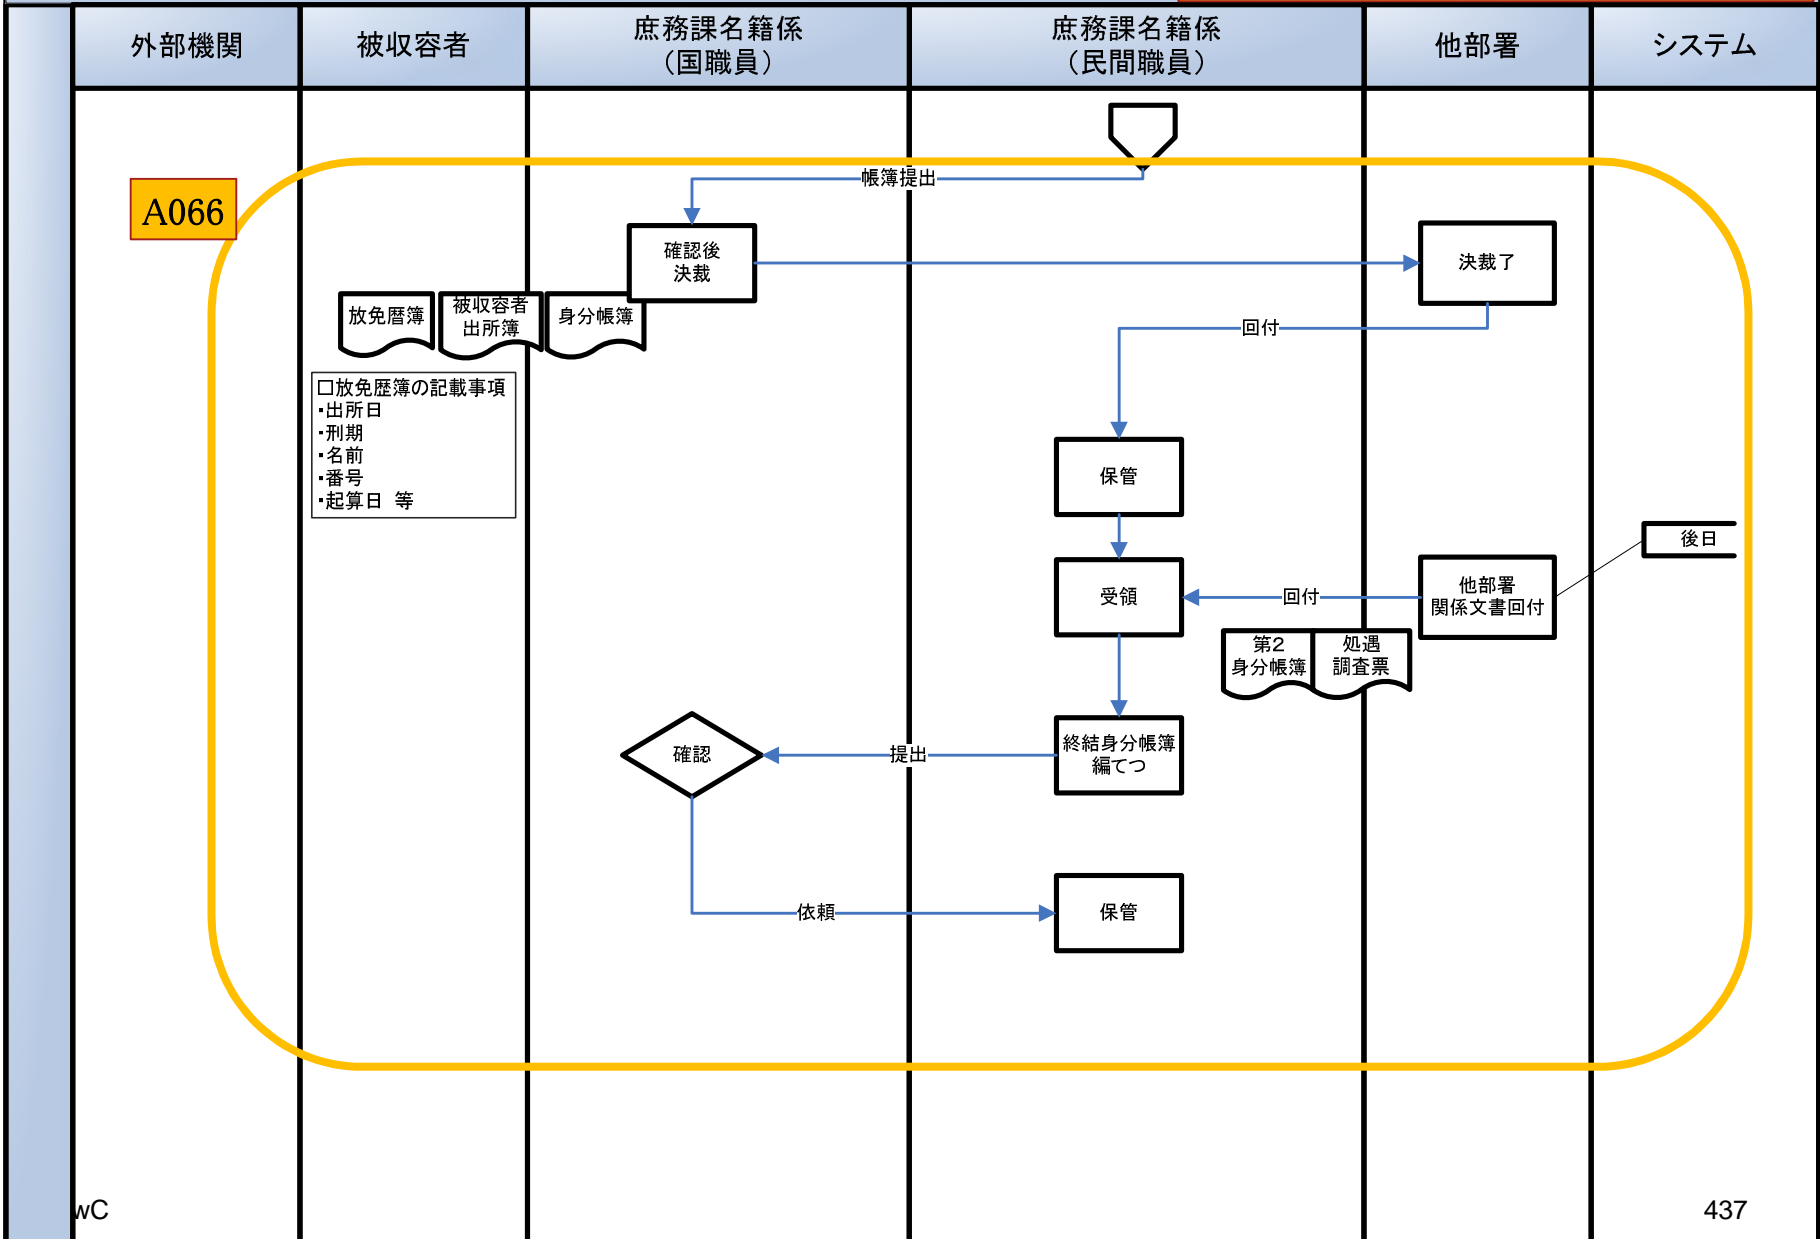 外部機関
被収容者
庶務課名籍係
（国職員）
庶務課名籍係
（民間職員）
他部署
システム
帳簿提出
A066
確認後
決裁
決裁了
放免暦簿
被収容者
出所簿
身分帳簿
回付
□放免歴簿の記載事項
・出所日
・刑期
・名前
・番号
・起算日 等
保管
後日
受領
回付
他部署
関係文書回付
第2
身分帳簿
処遇
調査票
確認
提出
終結身分帳簿
編てつ
依頼
保管
wC
437